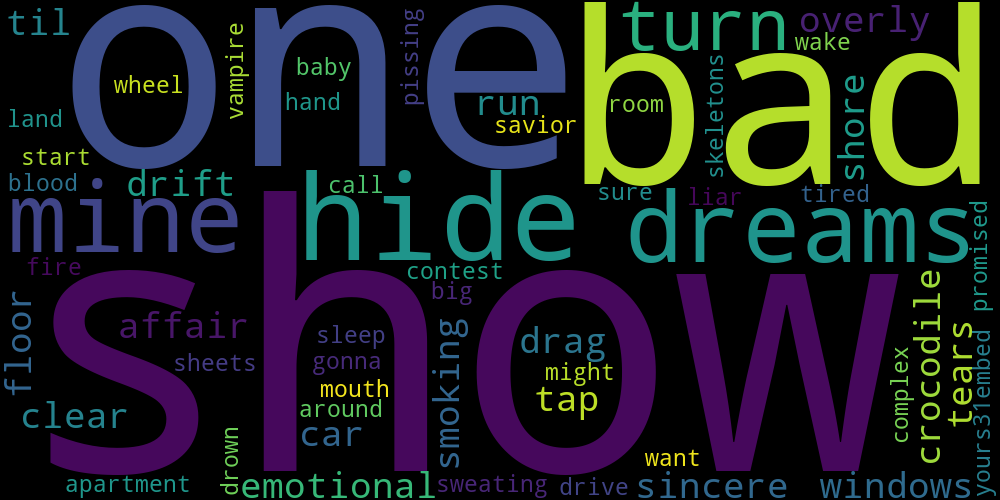 til
one
bad
turn
overly
wake
wheel
vampire
baby
hand
pissing
run
savior
room
skeletons
shore
land
start
blood
drift
call
mine
hide
sure
liar
tired
dreams
promised
fire
contest
big
show
floor
affair
sheets
sleep
gonna
mouth
around
car
smoking
drag
might
tap
complex
crocodile
tears
yours31embed
clear
drown
want
apartment
emotional
sweating
drive
sincere
windows